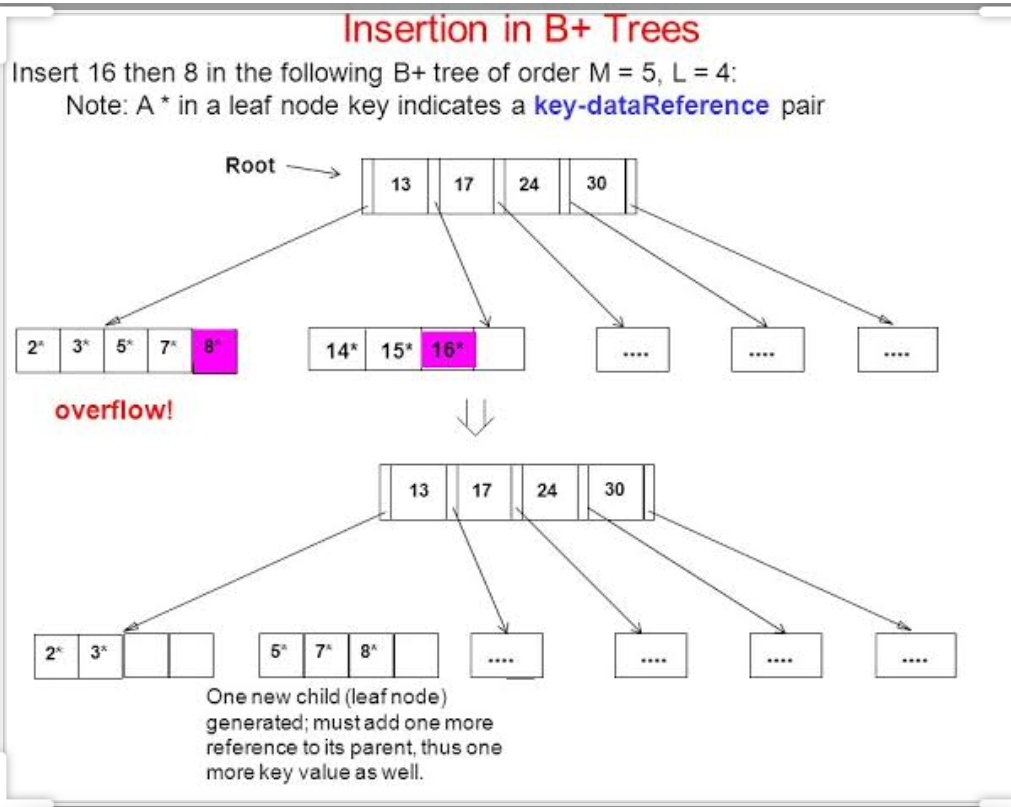 Insertion in B+ Trees
Insert 16 then 8 in the following B+ tree of order M = 5, L = 4:
Note: A * in a leaf node key indicates a key-dataReference pair
Root
13 17 24 30
2* 3* 5* 7* 8*
14* 15* 16*
....
....
....
overflow!
13 17 24 30
2* 3*
5* 7* 8*
....
....
....
....
One new child (leaf node)
generated; must add one more
reference to its parent, thus one
more key value as well.